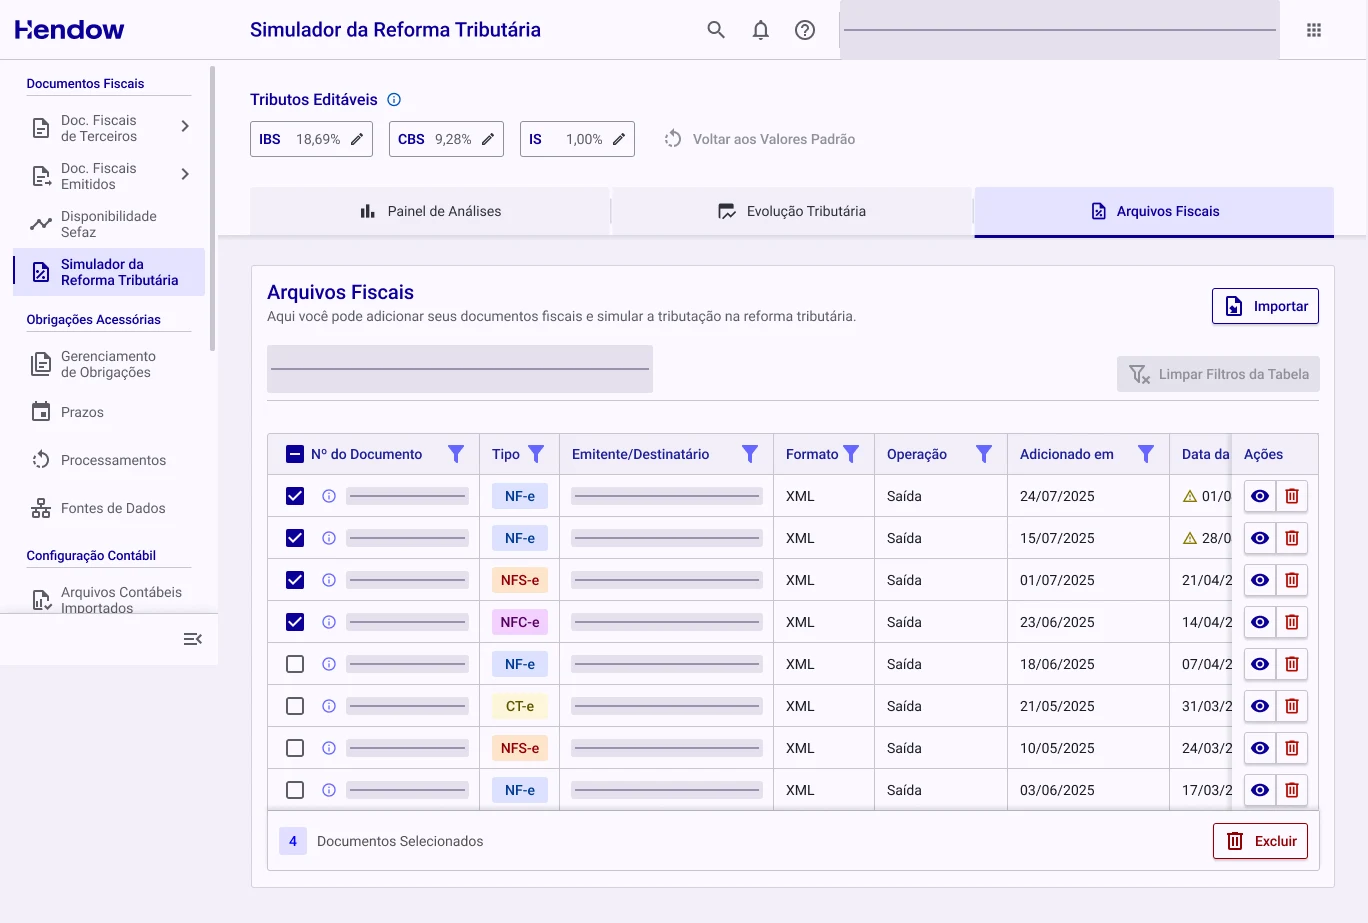 Hendow
Simulador da Reforma Tributária
Documentos Fiscais
Doc. Fiscais
de Terceiros
Doc. Fiscais
Emitidos
Disponibilidade
Sefaz
Simulador da
Reforma Tributária
Obrigações Acessórias
Gerenciamento
de Obrigações
Prazos
Processamentos
Fontes de Dados
Configuração Contábil
Arquivos Contábeis
Importados
Tributos Editáveis
IBS 18,69% CBS 9,28% IS 1,00% Voltar aos Valores Padrão
Painel de Análises Evolução Tributária Arquivos Fiscais
Arquivos Fiscais
Aqui você pode adicionar seus documentos fiscais e simular a tributação na reforma tributária.
Importar
Limpar Filtros da Tabela
Nº do Documento Tipo Emitente/Destinatário Formato Operação Adicionado em Data da Ações
NF-e XML Saída 24/07/2025 01/0
NF-e XML Saída 15/07/2025 28/0
NFS-e XML Saída 01/07/2025 21/04/2
NFC-e XML Saída 23/06/2025 14/04/2
NF-e XML Saída 18/06/2025 07/04/2
CT-e XML Saída 21/05/2025 31/03/2
NFS-e XML Saída 10/05/2025 24/03/2
NF-e XML Saída 03/06/2025 17/03/2
4 Documentos Selecionados Excluir